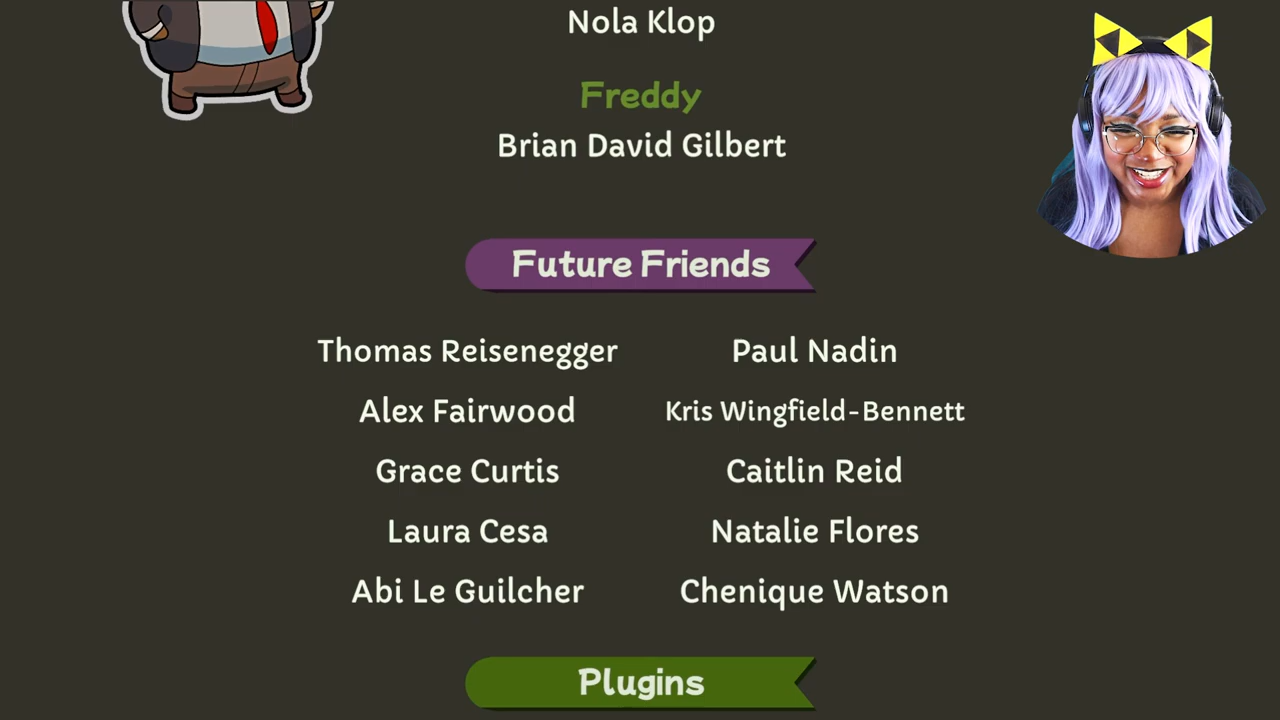 Nola Klop
Freddy
Brian David Gilbert
Future Friends
Thomas Reisenegger Paul Nadin
Alex Fairwood Kris Wingfield-Bennett
Grace Curtis Caitlin Reid
Laura Cesa Natalie Flores
Abi Le Guilcher Chenique Watson
Plugins